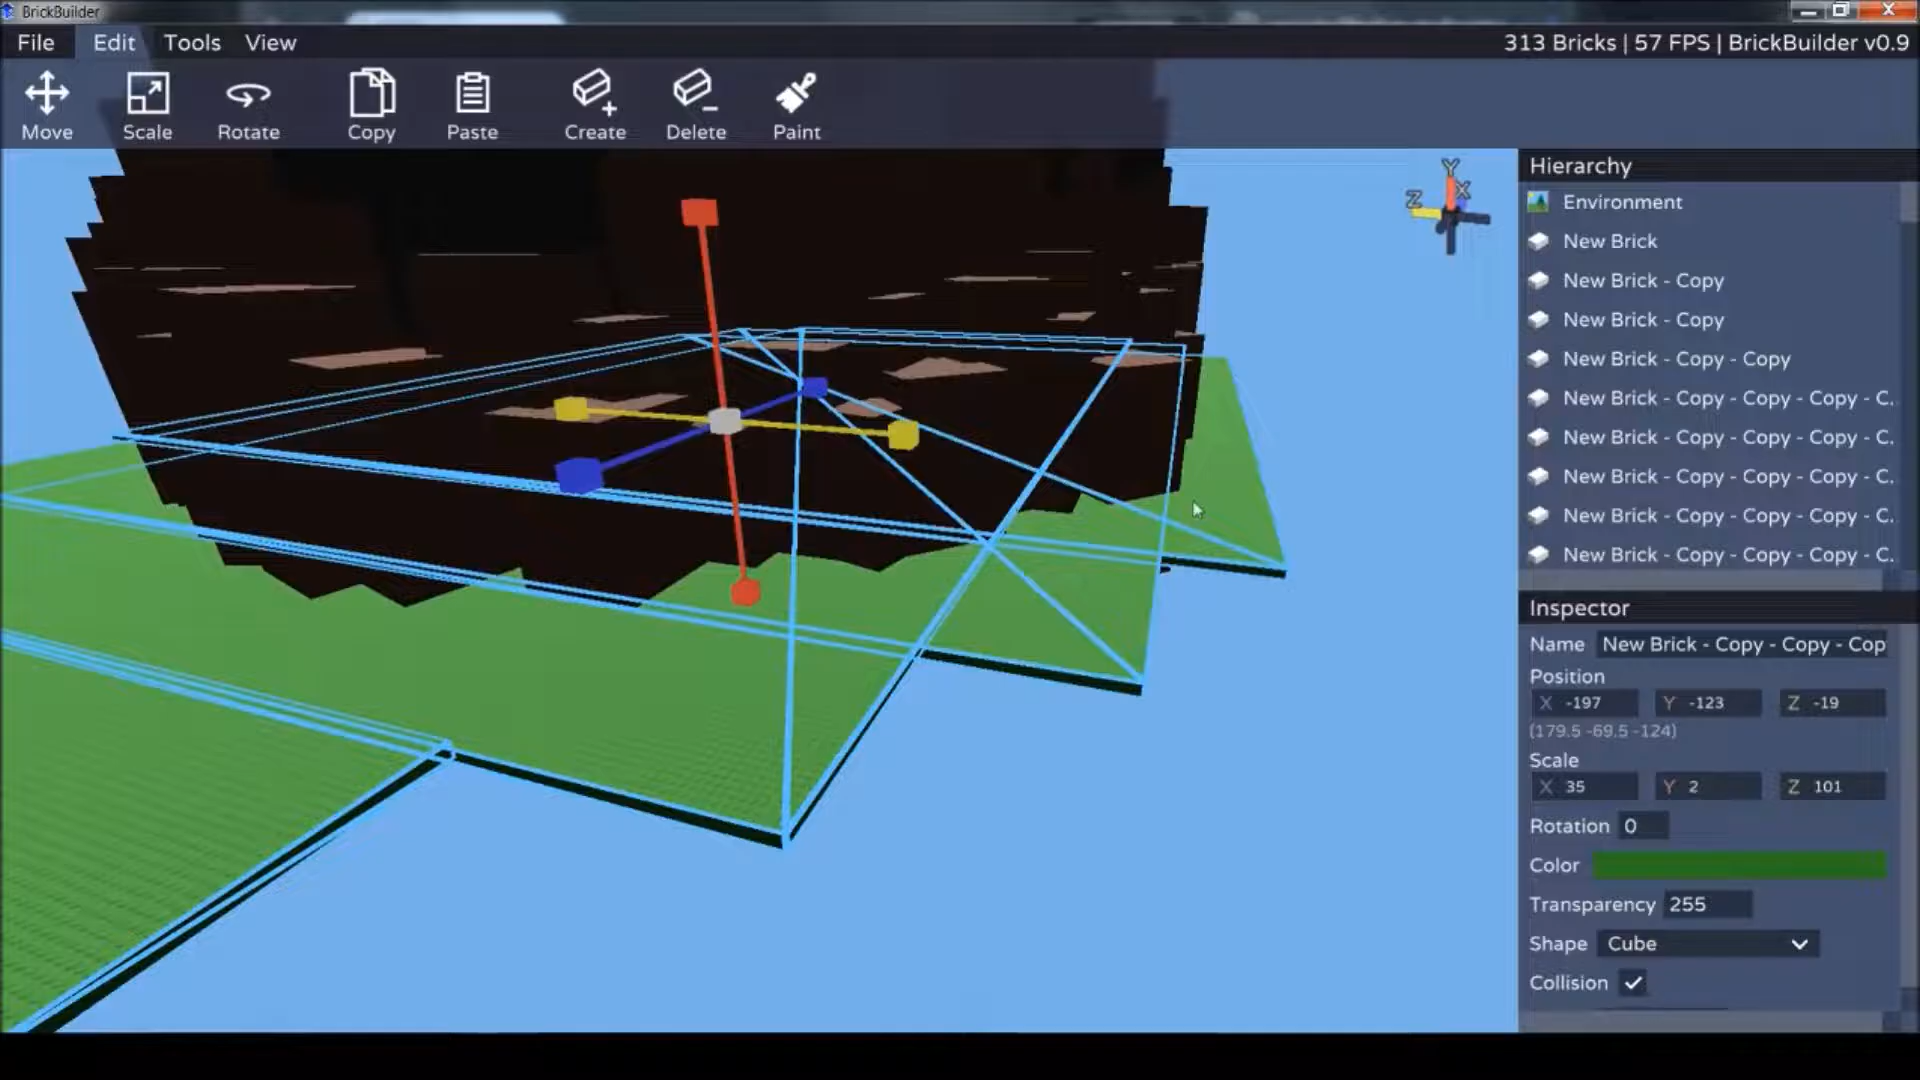 BrickBuilder
File Edit Tools View
313 Bricks | 57 FPS | BrickBuilder v0.9
Move Scale Rotate Copy Paste Create Delete Paint
Y
Z X
Hierarchy
Environment
New Brick
New Brick - Copy
New Brick - Copy
New Brick - Copy - Copy
New Brick - Copy - Copy - Copy - C.
New Brick - Copy - Copy - Copy - C.
New Brick - Copy - Copy - Copy - C.
New Brick - Copy - Copy - Copy - C.
New Brick - Copy - Copy - Copy - C.
Inspector
Name New Brick - Copy - Copy - Cop
Position
X -197 Y -123 Z -19
(179.5 -69.5 -124)
Scale
X 35 Y 2 Z 101
Rotation 0
Color
Transparency 255
Shape Cube
Collision